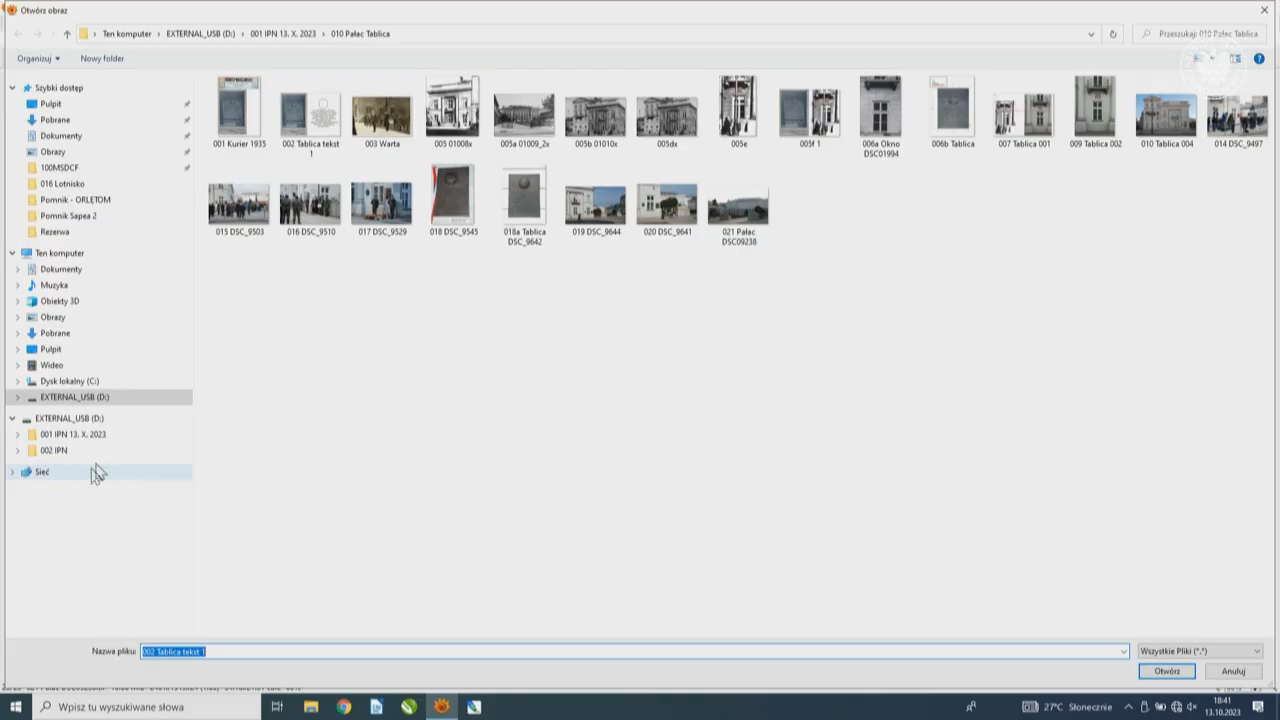 Otwórz obraz
Ten komputer › EXTERNAL_USB (D:) › 001 IPN 13. X. 2023 › 010 Pałac Tablica
Przeszukaj: 010 Pałac Tablica
Organizuj
Nowy folder
Szybki dostęp
Pulpit
Pobrane
Dokumenty
Obrazy
100MSDCF
016 Lotnisko
Pomnik - ORLĘTOM
Pomnik Sapea 2
Rezerwa
Ten komputer
Dokumenty
Muzyka
Obiekty 3D
Obrazy
Pobrane
Pulpit
Wideo
Dysk lokalny (C:)
EXTERNAL_USB (D:)
EXTERNAL_USB (D:)
001 IPN 13. X. 2023
002 IPN
Sieć
001 Kurier 1935
002 Tablica tekst 1
003 Warta
005 01008x
005a 01009_2x
005b 01010x
005dx
005e
005f 1
006a Okno DSC01994
006b Tablica
007 Tablica 001
009 Tablica 002
010 Tablica 004
014 DSC_9497
015 DSC_9503
016 DSC_9510
017 DSC_9529
018 DSC_9545
018a Tablica DSC_9642
019 DSC_9644
020 DSC_9641
021 Pałac DSC09238
Nazwa pliku:
002 Tablica tekst 1
Wszystkie Pliki (*.*)
Otwórz
Anuluj
Wpisz tu wyszukiwane słowa
27°C Słonecznie
18:41
13.10.2023